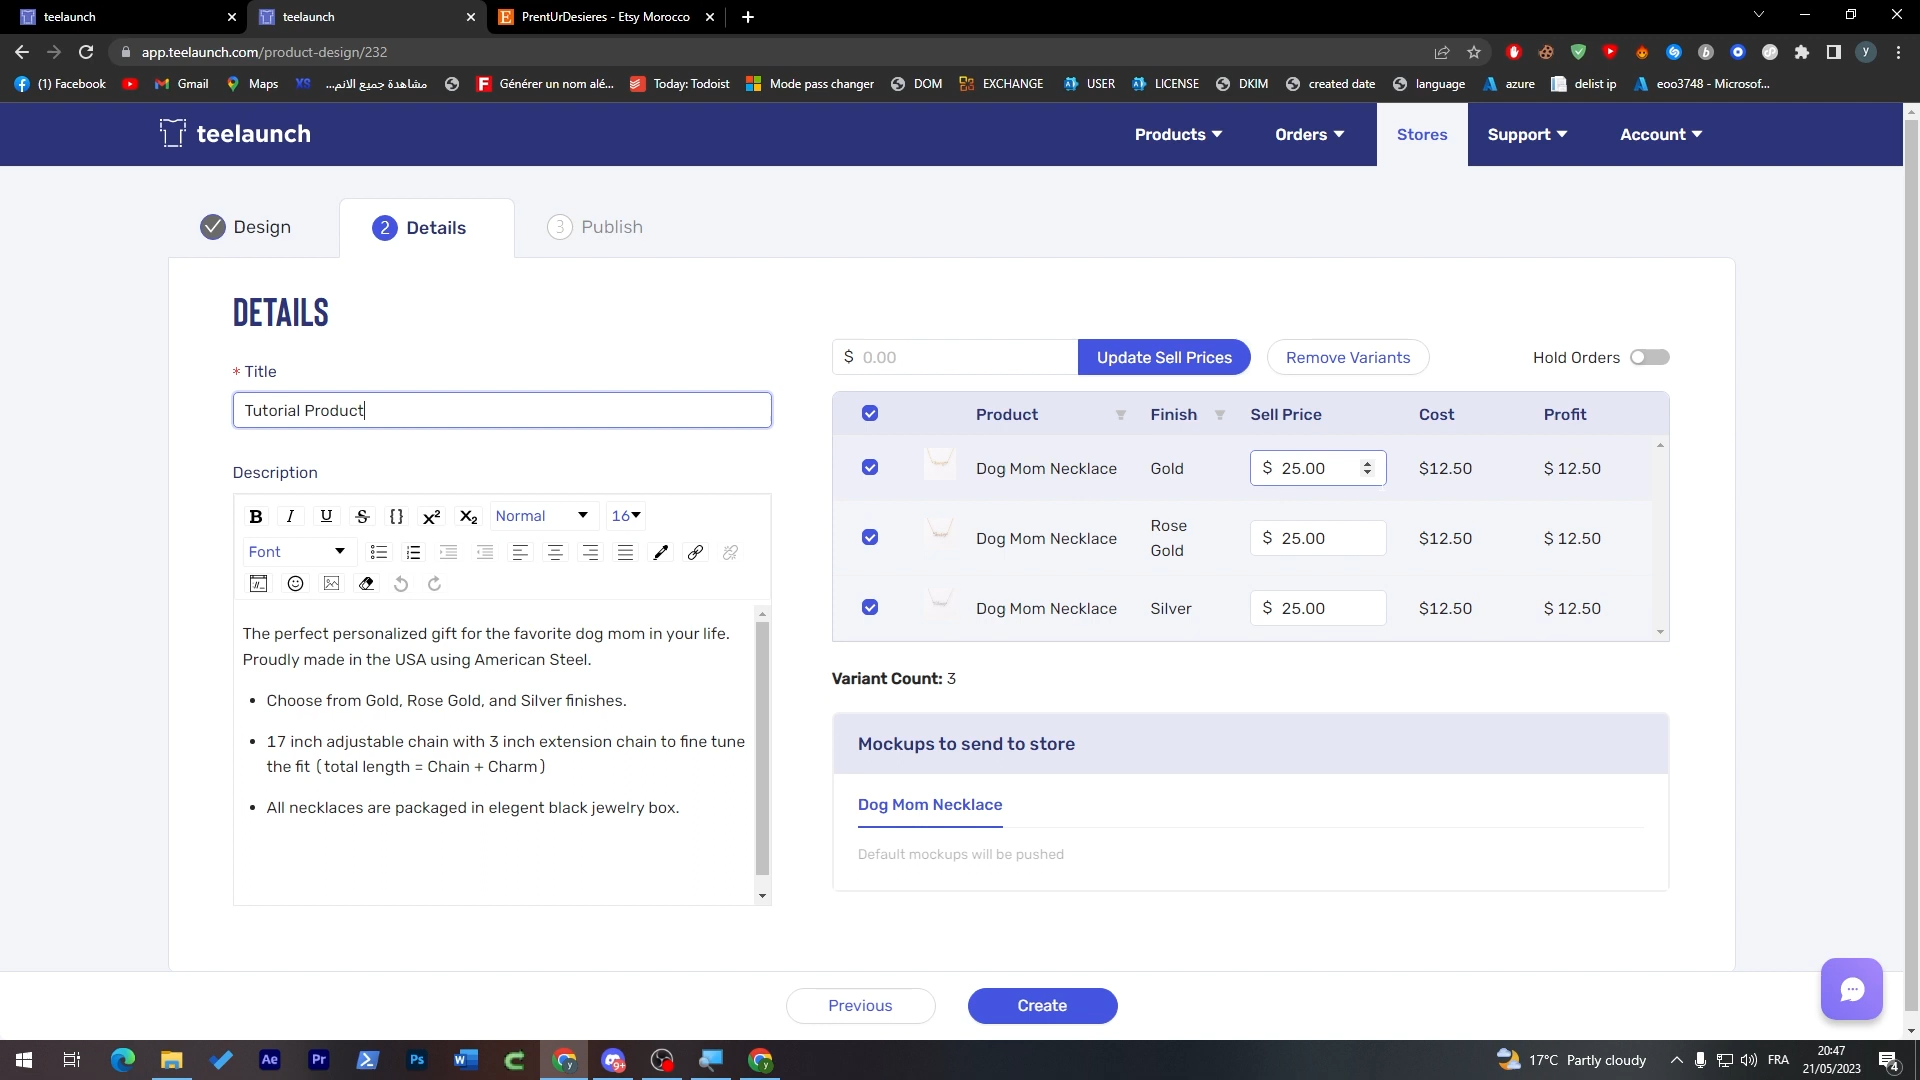 teelaunch
teelaunch
PrentUrDesieres - Etsy Morocco
app.teelaunch.com/product-design/232
y
(1) Facebook
Gmail
Maps
XS
مشاهدة جميع الانم...
Générer un nom alé...
Today: Todoist
Mode pass changer
DOM
EXCHANGE
USER
LICENSE
DKIM
created date
language
azure
delist ip
eoo3748 - Microsof...
teelaunch
Products
Orders
Stores
Support
Account
Design
2 Details
3 Publish
DETAILS
* Title
Tutorial Product
Description
B I U S {} X² X₂ Normal 16
Font
The perfect personalized gift for the favorite dog mom in your life.
Proudly made in the USA using American Steel.
• Choose from Gold, Rose Gold, and Silver finishes.
• 17 inch adjustable chain with 3 inch extension chain to fine tune
the fit (total length = Chain + Charm)
• All necklaces are packaged in elegent black jewelry box.
$ 0.00
Update Sell Prices
Remove Variants
Hold Orders
Product Finish Sell Price Cost Profit
Dog Mom Necklace Gold $ 25.00 $12.50 $ 12.50
Dog Mom Necklace Rose Gold $ 25.00 $12.50 $ 12.50
Dog Mom Necklace Silver $ 25.00 $12.50 $ 12.50
Variant Count: 3
Mockups to send to store
Dog Mom Necklace
Default mockups will be pushed
Previous
Create
Ae
Pr
Ps
W
9+
17°C Partly cloudy
FRA
20:47
21/05/2023
4